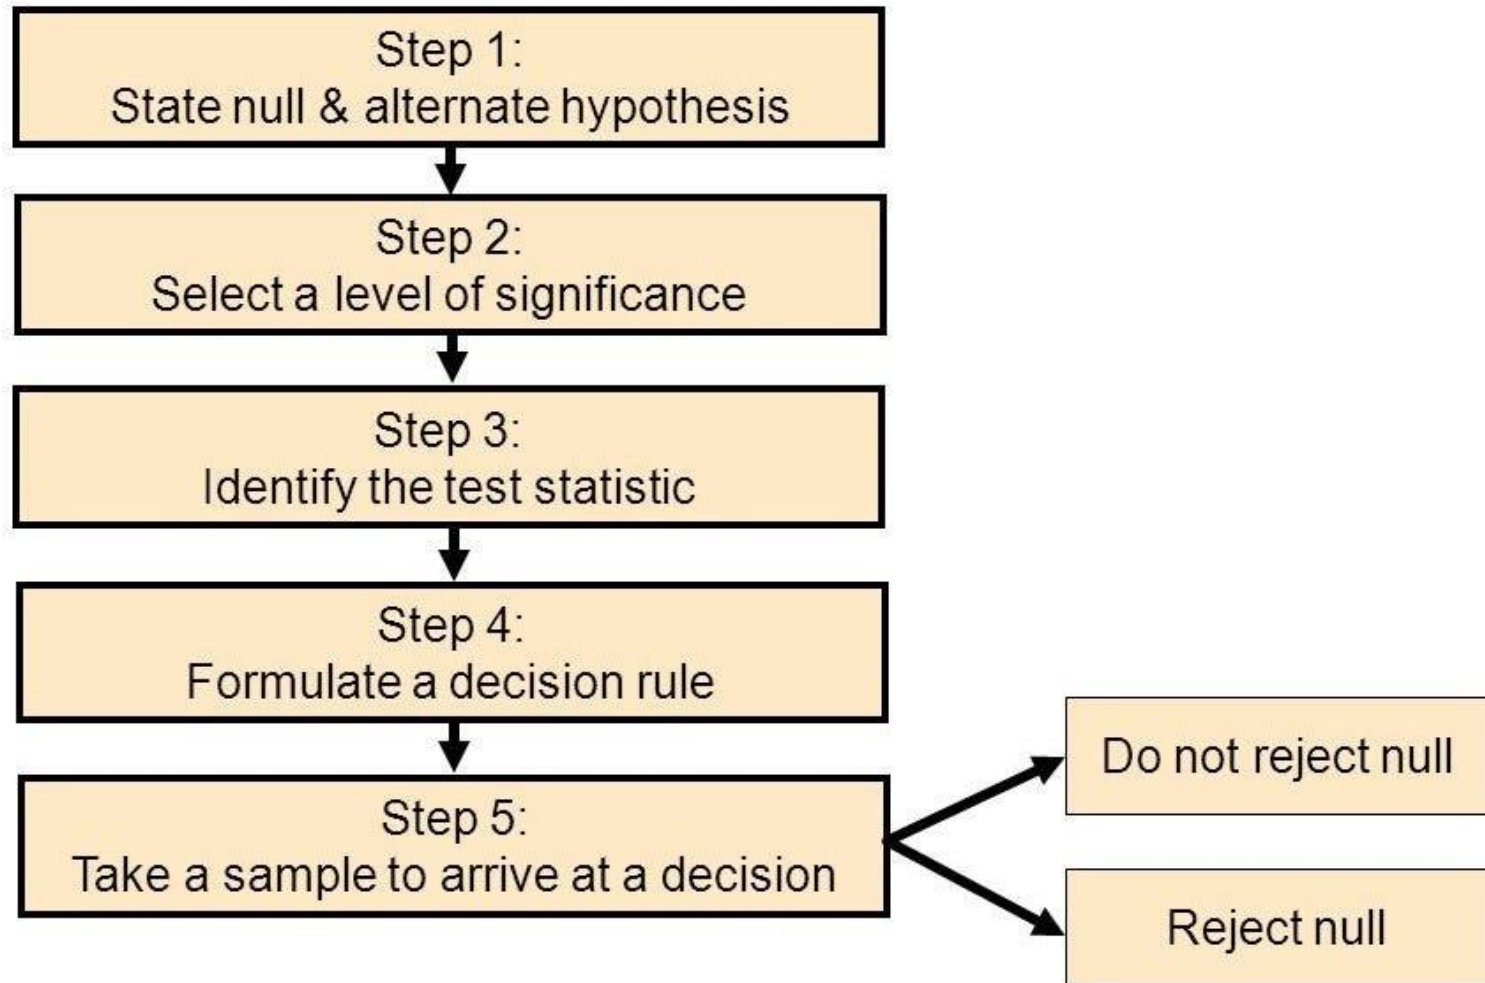 Step 1:
State null & alternate hypothesis
Step 2:
Select a level of significance
Step 3:
Identify the test statistic
Step 4:
Formulate a decision rule
Step 5:
Take a sample to arrive at a decision
Do not reject null
Reject null